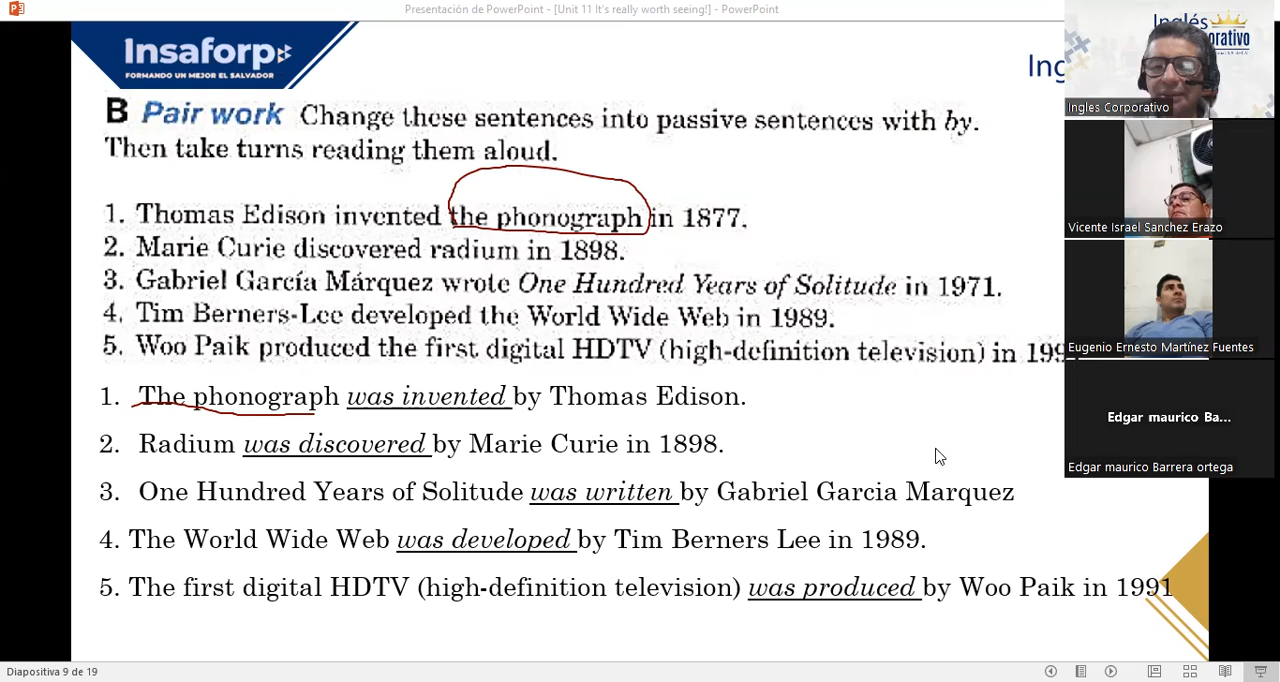 Presentación de PowerPoint - [Unit 11 It's really worth seeing!] - PowerPoint
Insaforp
FORMANDO UN MEJOR EL SALVADOR
Inglés
Ing
orativo
Ingles Corporativo
B Pair work Change these sentences into passive sentences with by.
Then take turns reading them aloud.
1. Thomas Edison invented the phonograph in 1877.
2. Marie Curie discovered radium in 1898.
3. Gabriel García Márquez wrote One Hundred Years of Solitude in 1971.
4. Tim Berners-Lee developed the World Wide Web in 1989.
5. Woo Paik produced the first digital HDTV (high-definition television) in 199
1. The phonograph was invented by Thomas Edison.
2. Radium was discovered by Marie Curie in 1898.
3. One Hundred Years of Solitude was written by Gabriel Garcia Marquez
4. The World Wide Web was developed by Tim Berners Lee in 1989.
5. The first digital HDTV (high-definition television) was produced by Woo Paik in 1991
Vicente Israel Sanchez Erazo
Eugenio Ernesto Martínez Fuentes
Edgar maurico Ba...
Edgar maurico Barrera ortega
Diapositiva 9 de 19